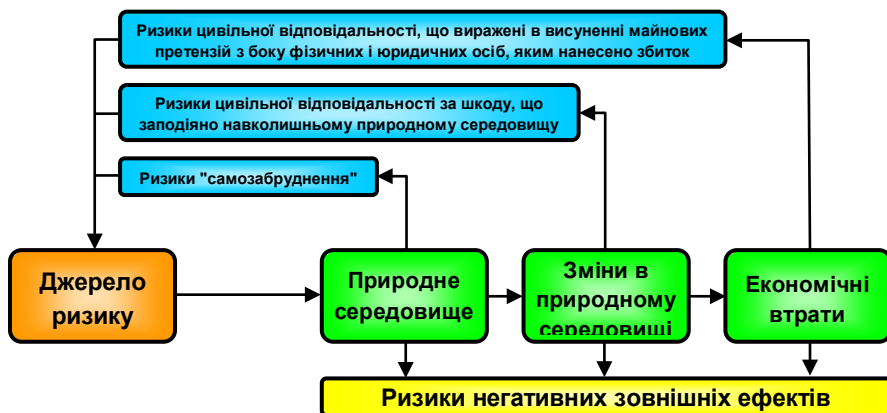 Ризики цивільної відповідальності, що виражені в висуненні майнових
претензій з боку фізичних і юридичних осіб, яким нанесено збиток
Ризики цивільної відповідальності за шкоду, що
заподіяно навколишньому природному середовищу
Ризики "самозабруднення"
Джерело
ризику
Природне
середовище
Зміни в
природному
середовищі
Економічні
втрати
Ризики негативних зовнішніх ефектів